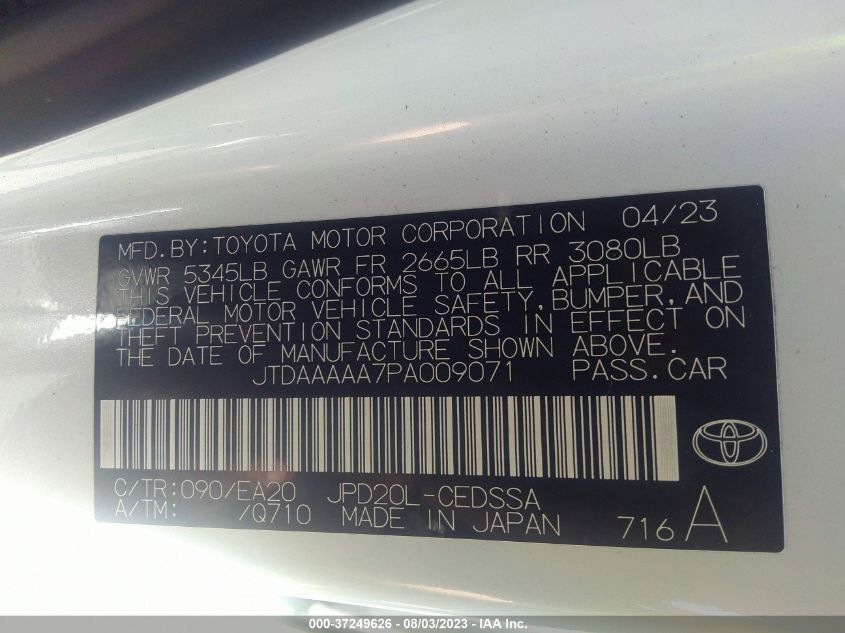 MFD.BY:TOYOTA MOTOR CORPORATION 04/23
GVWR 5345LB GAWR FR 2665LB RR 3080LB
THIS VEHICLE CONFORMS TO ALL APPLICABLE
FEDERAL MOTOR VEHICLE SAFETY, BUMPER, AND
THEFT PREVENTION STANDARDS IN EFFECT ON
THE DATE OF MANUFACTURE SHOWN ABOVE.
JTDAAAAA7PA009071 PASS.CAR
C/TR:090/EA20 JPD20L-CEDSSA
A/TM: /Q710 MADE IN JAPAN 716 A
000-37249626 - 08/03/2023 - IAA Inc.